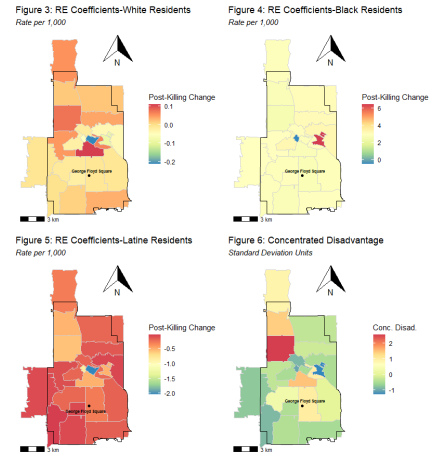 Figure 3: RE Coefficients-White Residents
Rate per 1,000
N
Post-Killing Change
0.1
0.0
-0.1
-0.2
George Floyd Square
3 km
Figure 4: RE Coefficients-Black Residents
Rate per 1,000
N
Post-Killing Change
6
4
2
0
George Floyd Square
3 km
Figure 5: RE Coefficients-Latine Residents
Rate per 1,000
N
Post-Killing Change
-0.5
-1.0
-1.5
-2.0
George Floyd Square
3 km
Figure 6: Concentrated Disadvantage
Standard Deviation Units
N
Conc. Disad.
2
1
0
-1
George Floyd Square
3 km